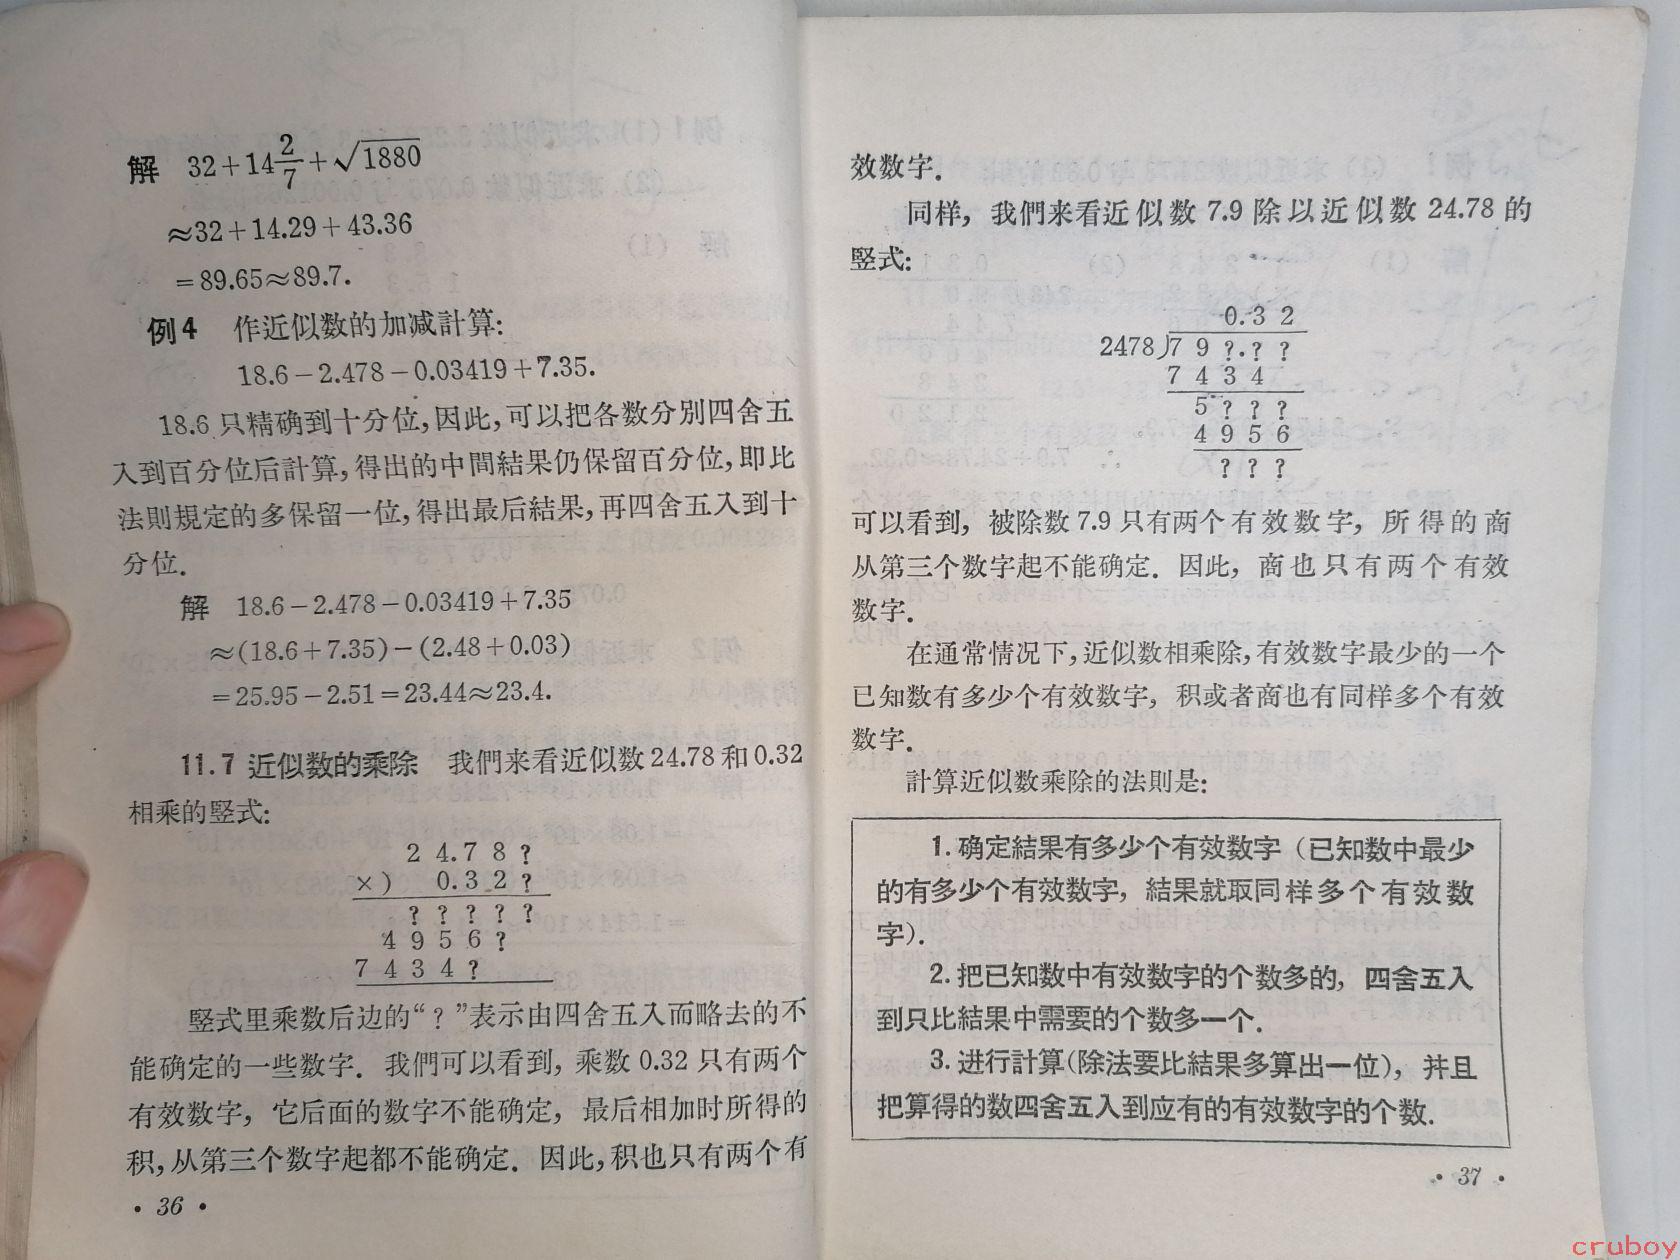 解 32+14 2/7+√1880
≈32+14.29+43.36
=89.65≈89.7.
例4 作近似数的加减計算:
18.6−2.478−0.03419+7.35.
18.6只精确到十分位,因此,可以把各数分別四舍五
入到百分位后計算,得出的中間結果仍保留百分位,即比
法則規定的多保留一位,得出最后結果,再四舍五入到十
分位.
解 18.6−2.478−0.03419+7.35
≈(18.6+7.35)−(2.48+0.03)
=25.95−2.51=23.44≈23.4.
11.7 近似数的乘除 我們来看近似数24.78和0.32
相乘的竪式:
2 4.7 8 ?
×) 0.3 2 ?
? ? ? ? ?
4 9 5 6 ?
7 4 3 4 ?
竪式里乘数后边的“?”表示由四舍五入而略去的不
能确定的一些数字. 我們可以看到, 乘数 0.32 只有两个
有效数字, 它后面的数字不能确定, 最后相加时所得的
积,从第三个数字起都不能确定. 因此,积也只有两个有
· 36 ·
效数字.
同样, 我們来看近似数 7.9 除以近似数 24.78 的
竪式:
0.3 2
2478)7 9 ?.? ?
7 4 3 4
5 ? ? ?
4 9 5 6
? ? ?
可以看到, 被除数 7.9 只有两个有效数字, 所得的商
从第三个数字起不能确定. 因此, 商也只有两个有效
数字.
在通常情况下,近似数相乘除,有效数字最少的一个
已知数有多少个有效数字, 积或者商也有同样多个有效
数字.
計算近似数乘除的法則是:
1. 确定結果有多少个有效数字（已知数中最少
的有多少个有效数字, 結果就取同样多个有效数
字).
2. 把已知数中有效数字的个数多的, 四舍五入
到只比結果中需要的个数多一个.
3. 进行計算(除法要比結果多算出一位), 幷且
把算得的数四舍五入到应有的有效数字的个数.
· 37 ·
cruboy